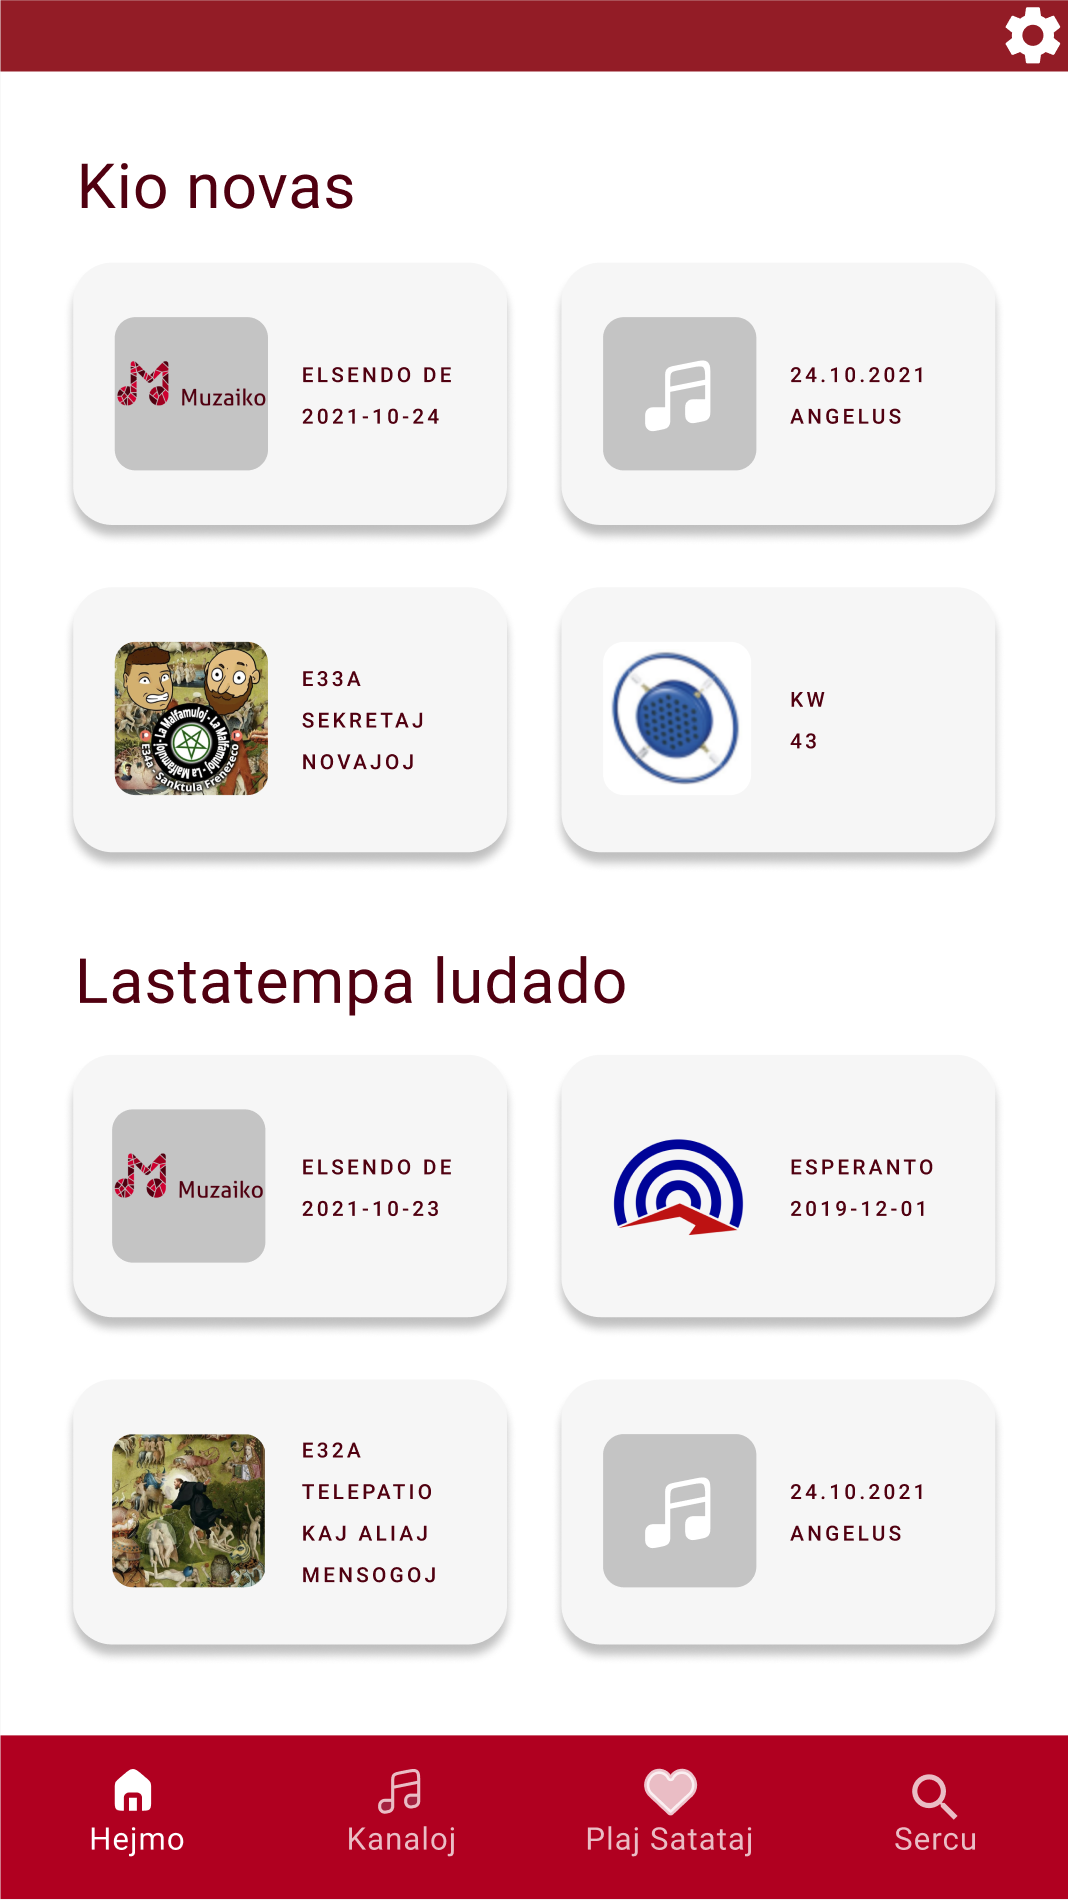 Kio novas
Muzaiko
ELSENDO DE
2021-10-24
24.10.2021
ANGELUS
La Malfamuloj - La Malfamuloj - La Malfamuloj -
E34a - Sanktula Frenezeco
E33A
SEKRETAJ
NOVAJOJ
KW
43
Lastatempa ludado
Muzaiko
ELSENDO DE
2021-10-23
ESPERANTO
2019-12-01
E32A
TELEPATIO
KAJ ALIAJ
MENSOGOJ
24.10.2021
ANGELUS
Hejmo
Kanaloj
Plaj Satataj
Sercu